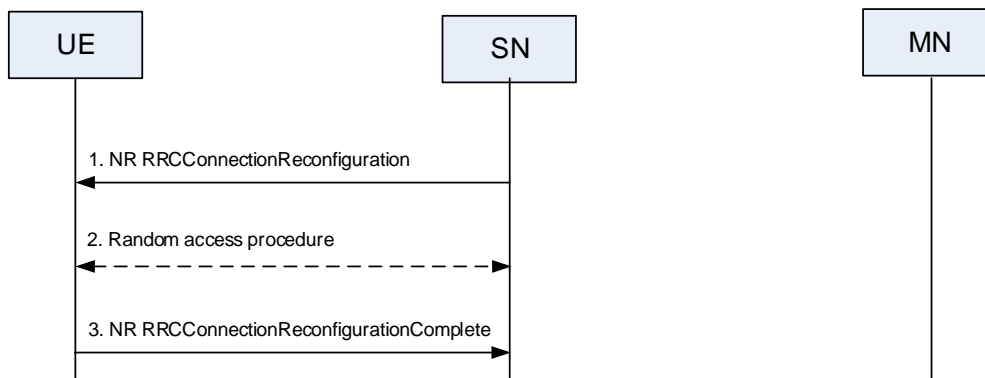 UE
SN
MN
1. NR RRCConnectionReconfiguration
2. Random access procedure
3. NR RRCConnectionReconfigurationComplete